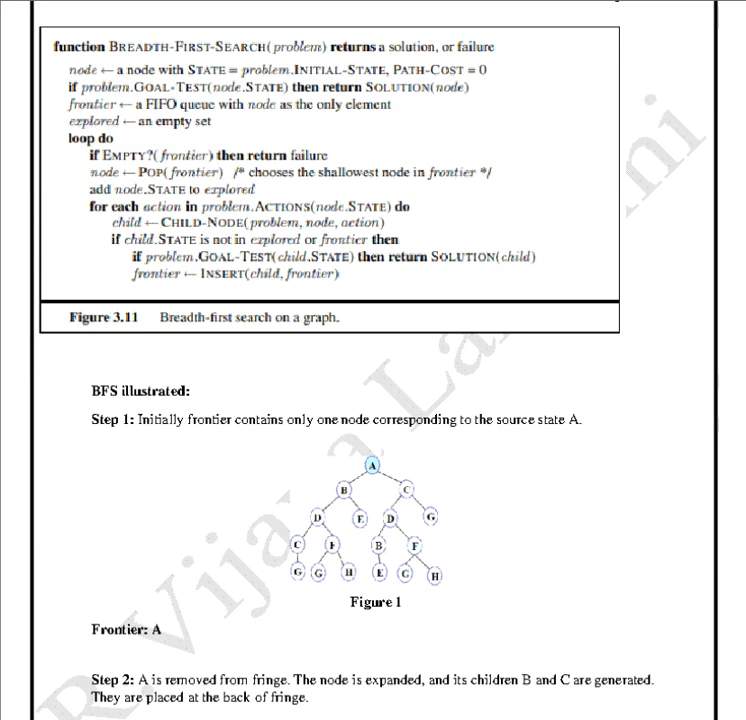 function BREADTH-FIRST-SEARCH(problem) returns a solution, or failure
node ← a node with STATE = problem.INITIAL-STATE, PATH-COST = 0
if problem.GOAL-TEST(node.STATE) then return SOLUTION(node)
frontier ← a FIFO queue with node as the only element
explored ← an empty set
loop do
if EMPTY?(frontier) then return failure
node ← POP(frontier) /* chooses the shallowest node in frontier */
add node.STATE to explored
for each action in problem.ACTIONS(node.STATE) do
child ← CHILD-NODE(problem, node, action)
if child.STATE is not in explored or frontier then
if problem.GOAL-TEST(child.STATE) then return SOLUTION(child)
frontier ← INSERT(child, frontier)
Figure 3.11 Breadth-first search on a graph.
BFS illustrated:
Step 1: Initially frontier contains only one node corresponding to the source state A.
A
B C
D E D G
C F B F
G G H E G H
Figure 1
Frontier: A
Step 2: A is removed from fringe. The node is expanded, and its children B and C are generated.
They are placed at the back of fringe.